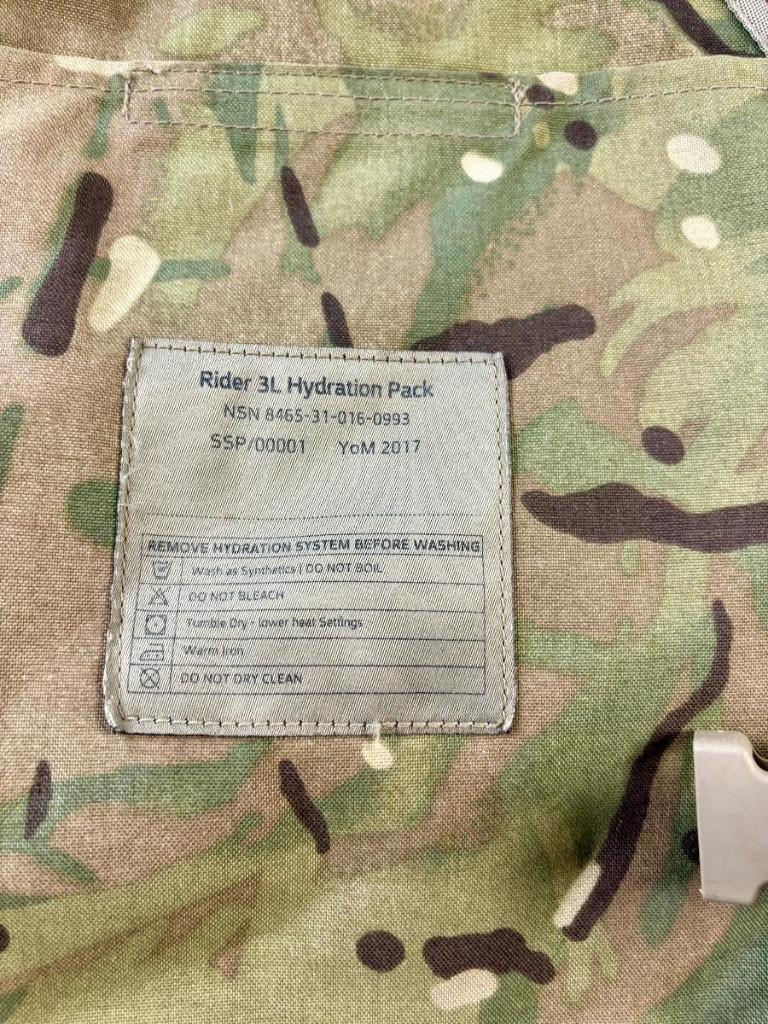 Rider 3L Hydration Pack
NSN 8465-31-016-0993
SSP/00001 YoM 2017
REMOVE HYDRATION SYSTEM BEFORE WASHING
Wash as Synthetics | DO NOT BOIL
DO NOT BLEACH
Tumble Dry - lower heat Settings
Warm Iron
DO NOT DRY CLEAN